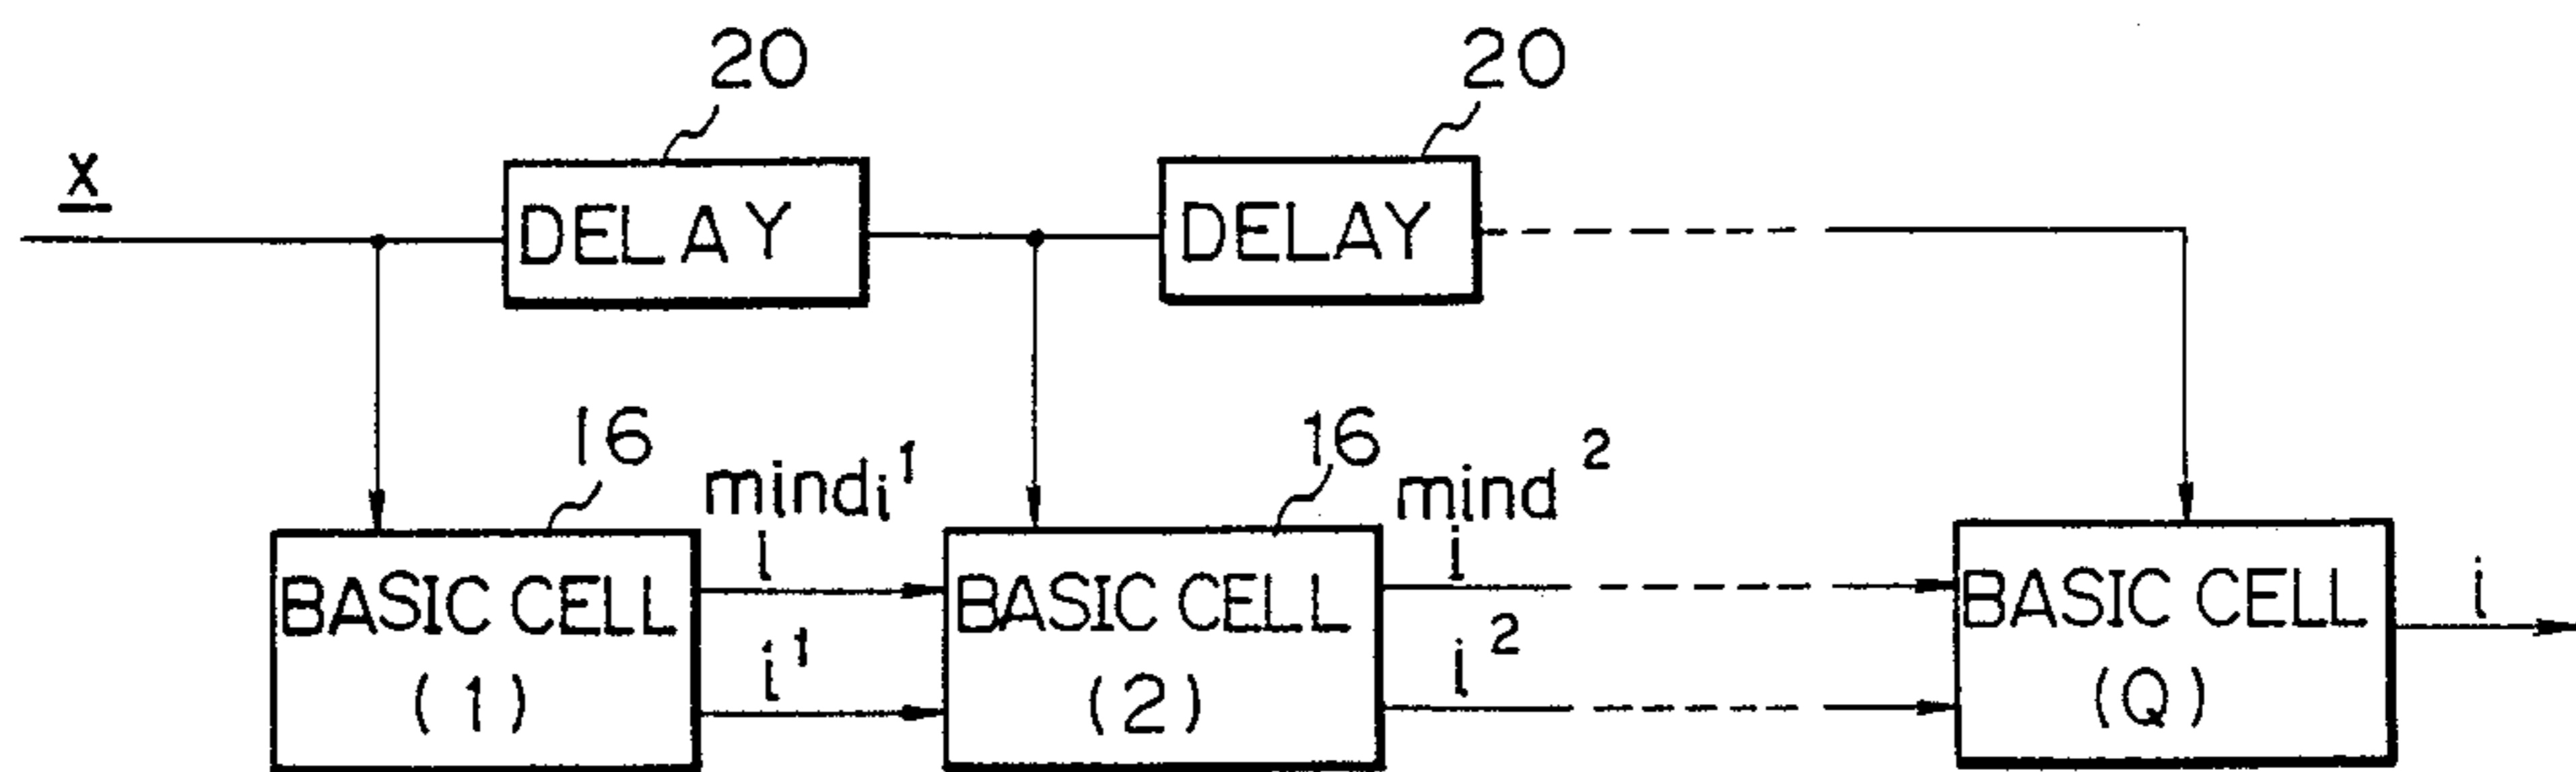 20
20
x
DELAY
DELAY
16
mindi¹
i
16
mind²
i
BASIC CELL
(1)
i¹
BASIC CELL
(2)
i²
BASIC CELL
(Q)
i